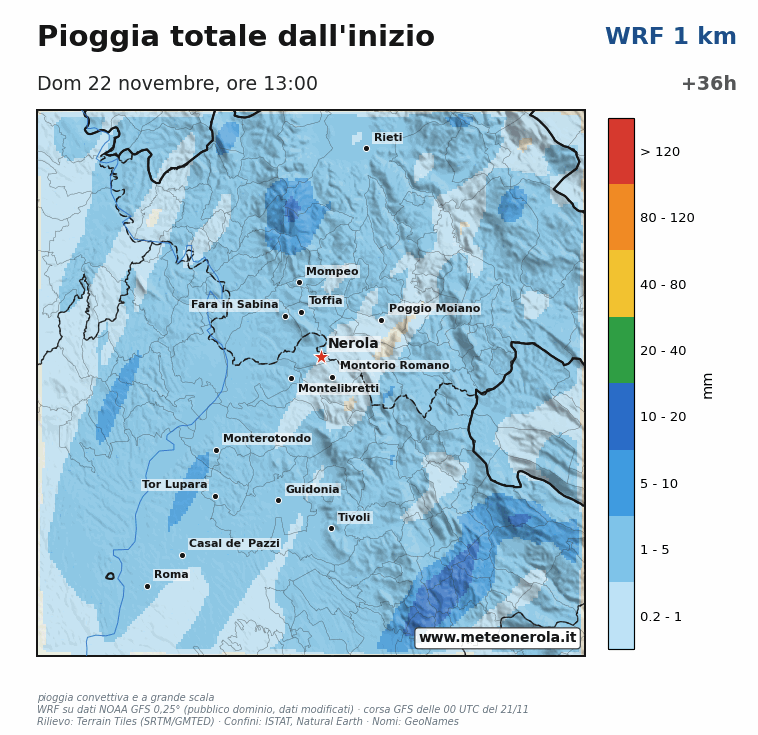 Pioggia totale dall'inizio
WRF 1 km
Dom 22 novembre, ore 13:00
+36h
Rieti
Mompeo
Toffia
Fara in Sabina
Poggio Moiano
Nerola
Montorio Romano
Montelibretti
Monterotondo
Tor Lupara
Guidonia
Tivoli
Casal de' Pazzi
Roma
www.meteonerola.it
> 120
80 - 120
40 - 80
20 - 40
10 - 20
5 - 10
1 - 5
0.2 - 1
mm
pioggia convettiva e a grande scala
WRF su dati NOAA GFS 0,25° (pubblico dominio, dati modificati) · corsa GFS delle 00 UTC del 21/11
Rilievo: Terrain Tiles (SRTM/GMTED) · Confini: ISTAT, Natural Earth · Nomi: GeoNames